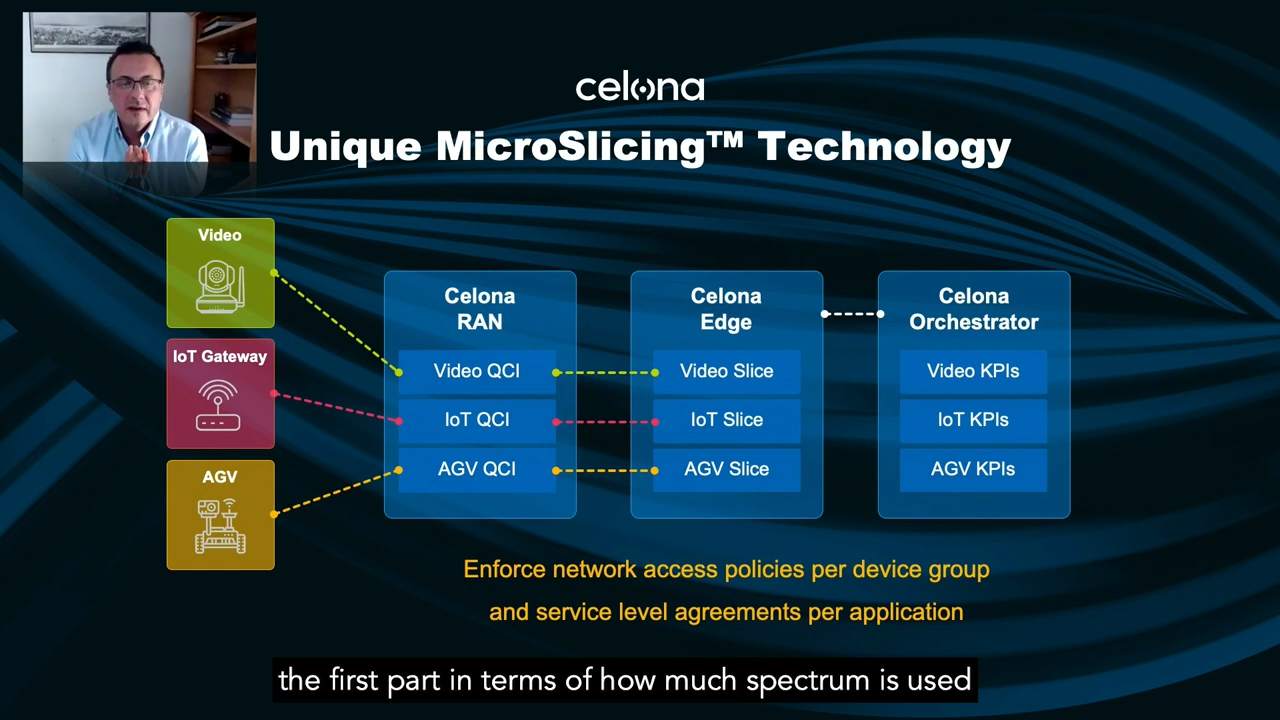 celona
Unique MicroSlicing™ Technology
Video
IoT Gateway
AGV
Celona
RAN
Video QCI
IoT QCI
AGV QCI
Celona
Edge
Video Slice
IoT Slice
AGV Slice
Celona
Orchestrator
Video KPIs
IoT KPIs
AGV KPIs
Enforce network access policies per device group
and service level agreements per application
the first part in terms of how much spectrum is used